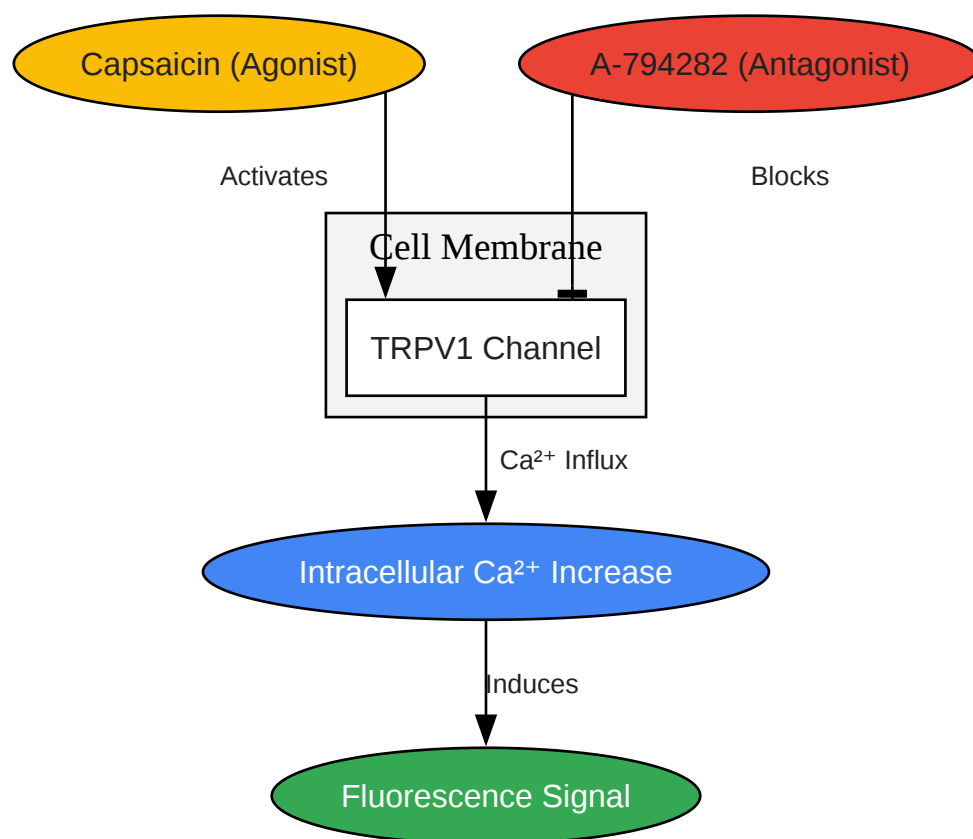 Capsaicin (Agonist)
A-794282 (Antagonist)
Activates
Blocks
Cell Membrane
TRPV1 Channel
Ca²⁺ Influx
Intracellular Ca²⁺ Increase
Induces
Fluorescence Signal